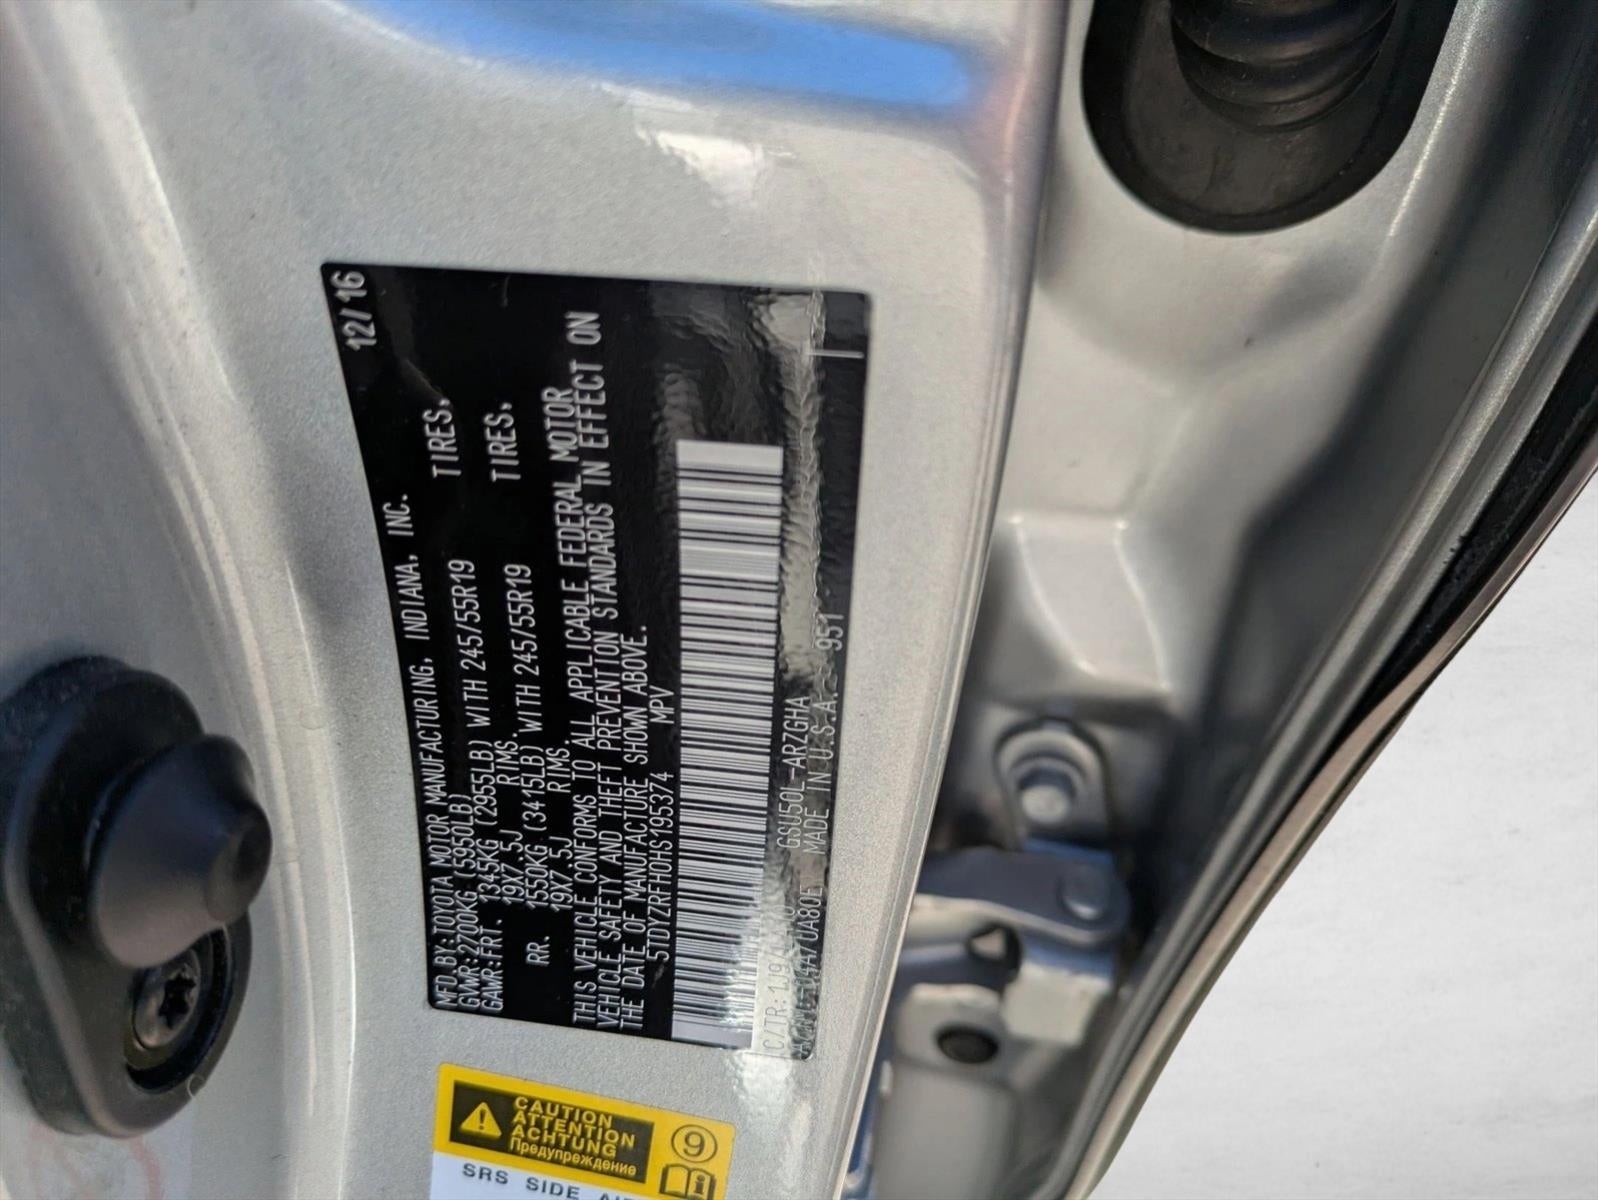 12/16
MFD.BY:TOYOTA MOTOR MANUFACTURING, INDIANA, INC.
GVWR:2700KG (5950LB)
GAWR:FRT. 1345KG (2955LB) WITH 245/55R19 TIRES,
19X7.5J RIMS.
RR. 1550KG (3415LB) WITH 245/55R19 TIRES,
19X7.5J RIMS.
THIS VEHICLE CONFORMS TO ALL APPLICABLE FEDERAL MOTOR
VEHICLE SAFETY AND THEFT PREVENTION STANDARDS IN EFFECT ON
THE DATE OF MANUFACTURE SHOWN ABOVE.
5TDYZRFH0HS195374 MPV
C/TR:1J9/ GSU50L-ARZGHA
MADE IN U.S.A. 951
CAUTION
ATTENTION
ACHTUNG
Предупреждение
9
SRS SIDE